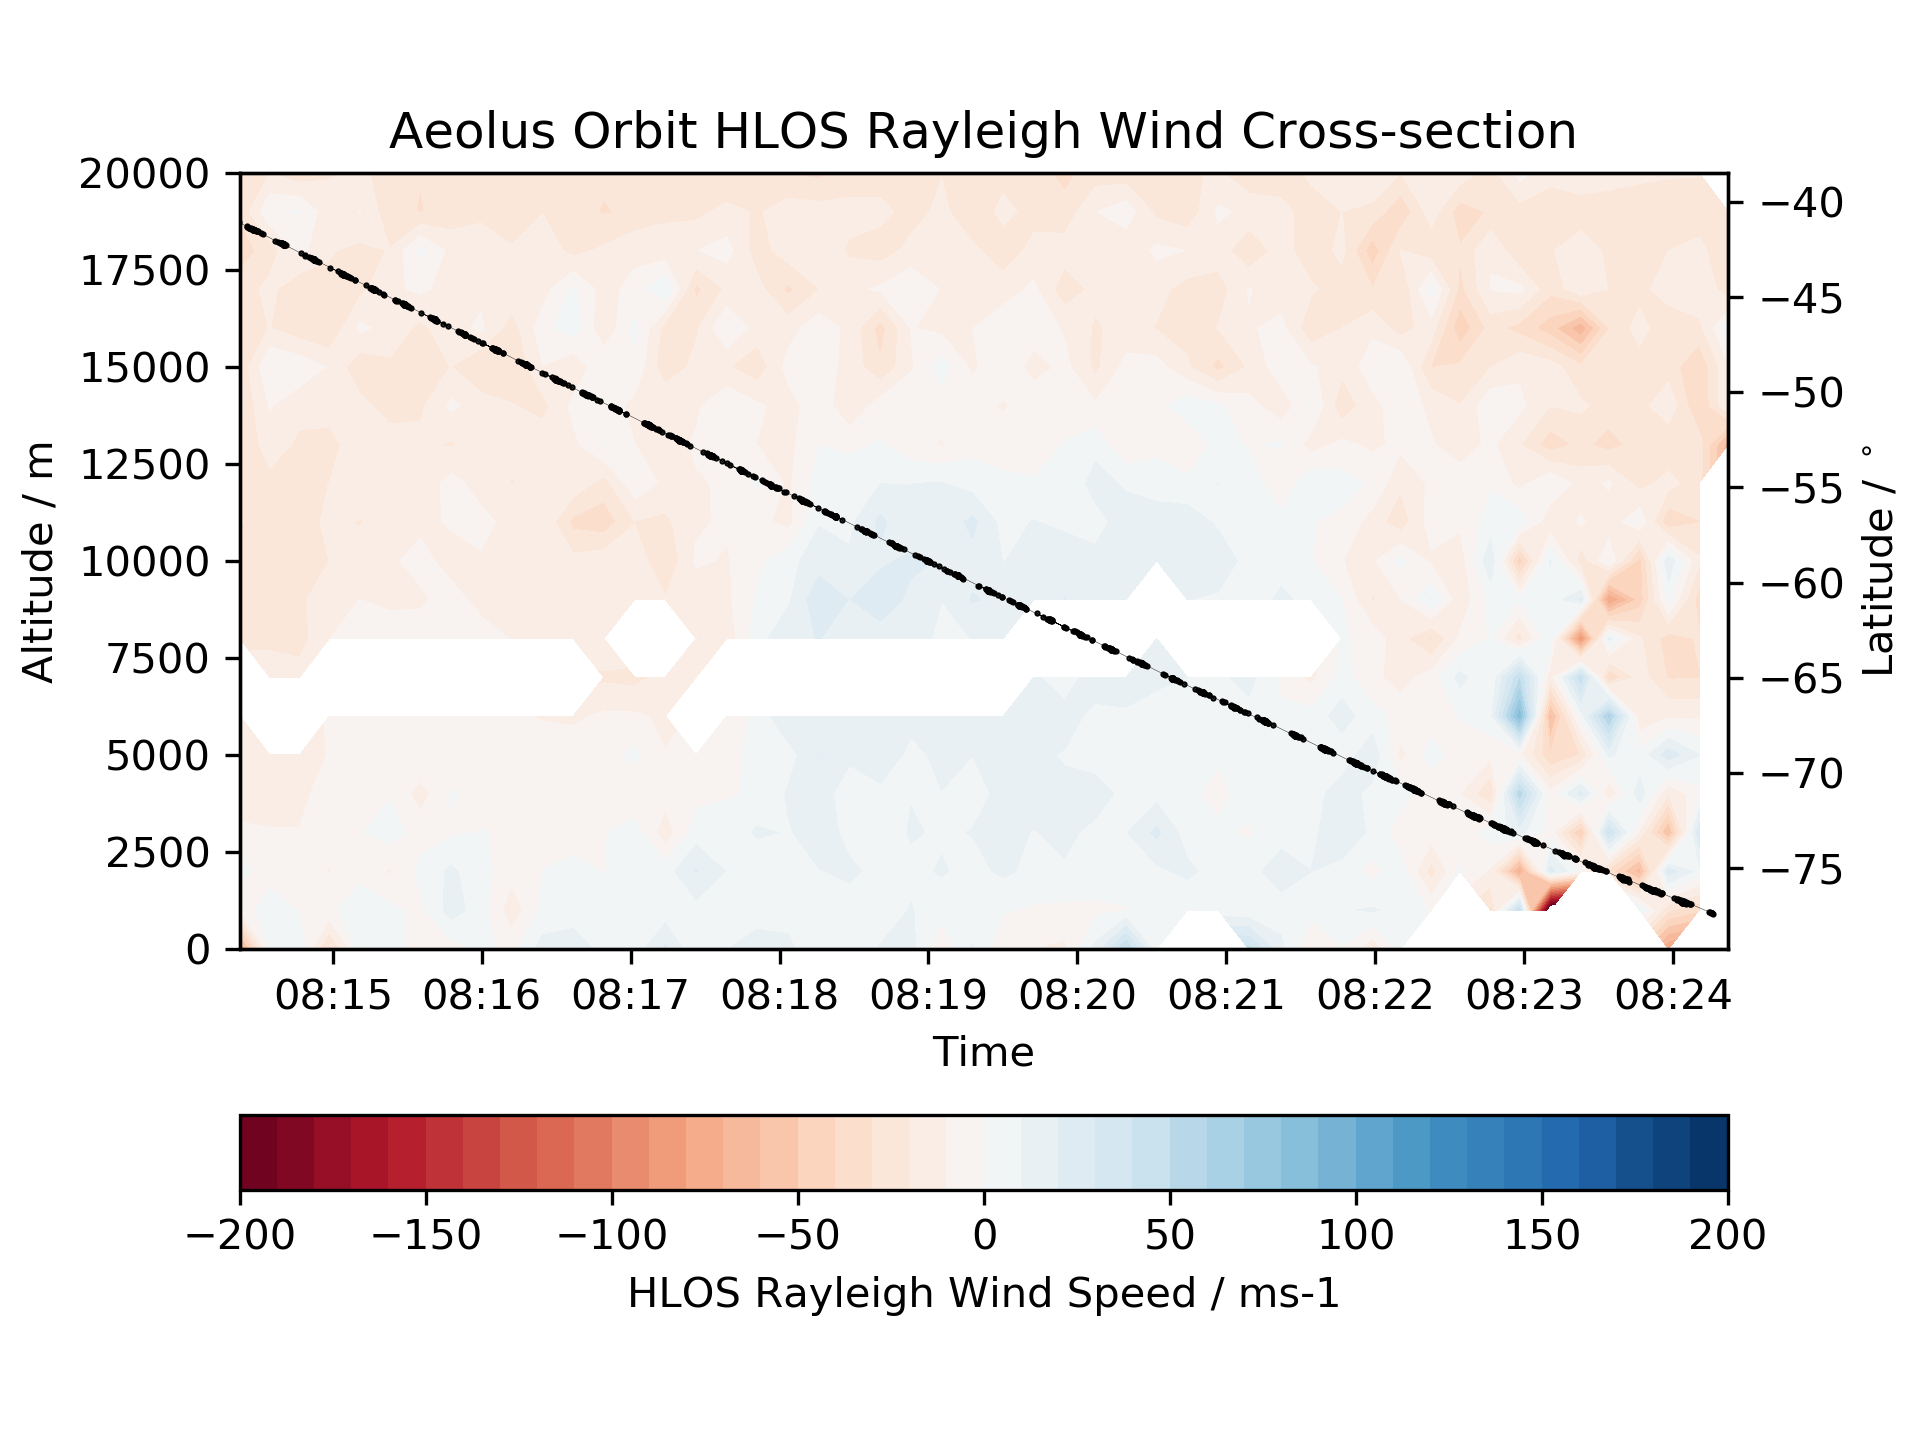 Aeolus Orbit HLOS Rayleigh Wind Cross-section
20000
17500
15000
12500
10000
7500
5000
2500
0
Altitude / m
−40
−45
−50
−55
−60
−65
−70
−75
Latitude / °
08:15 08:16 08:17 08:18 08:19 08:20 08:21 08:22 08:23 08:24
Time
−200 −150 −100 −50 0 50 100 150 200
HLOS Rayleigh Wind Speed / ms-1